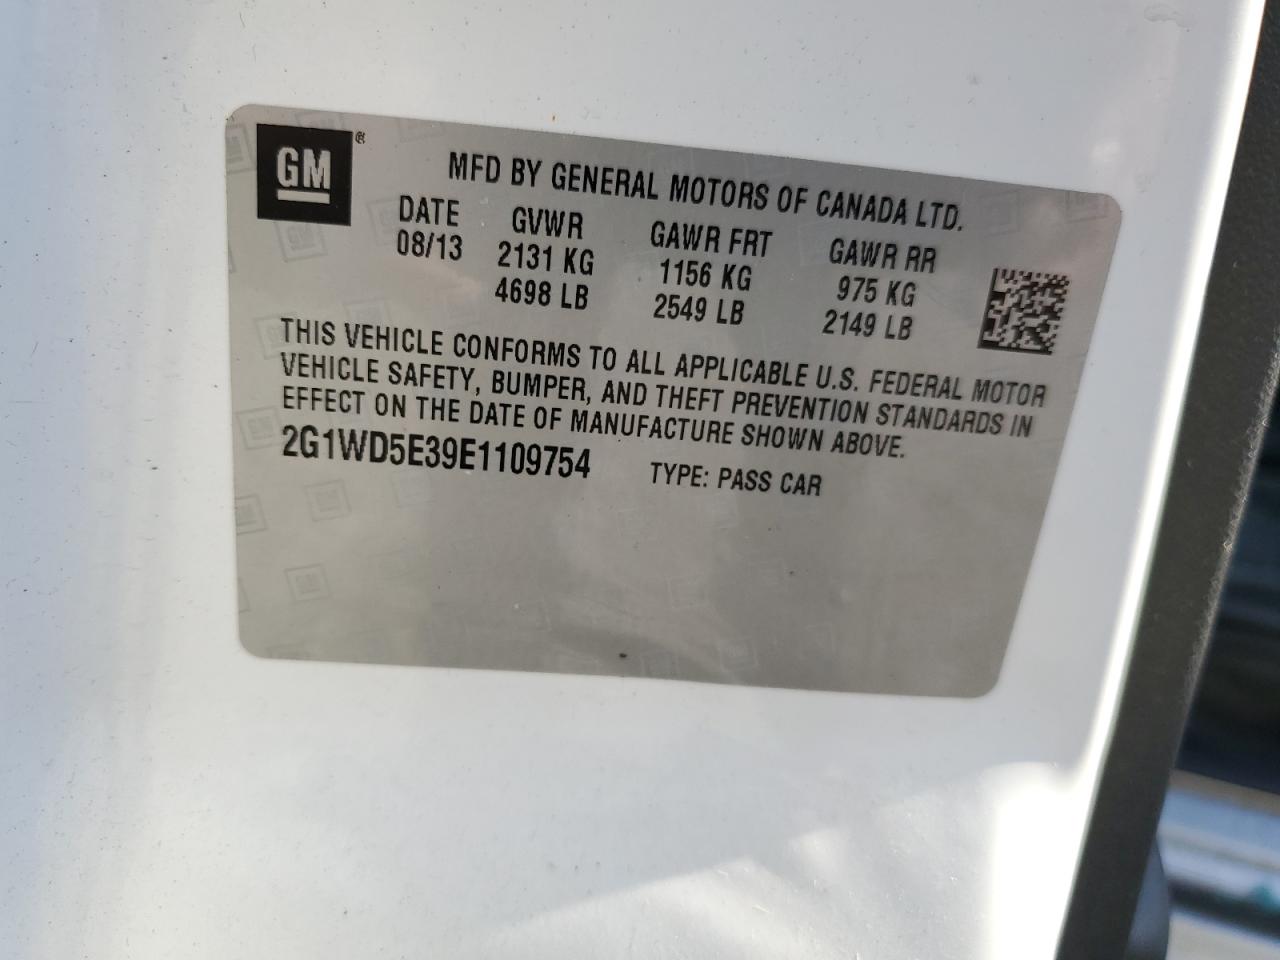 GM ®
MFD BY GENERAL MOTORS OF CANADA LTD.
DATE GVWR GAWR FRT GAWR RR
08/13 2131 KG 1156 KG 975 KG
4698 LB 2549 LB 2149 LB
THIS VEHICLE CONFORMS TO ALL APPLICABLE U.S. FEDERAL MOTOR
VEHICLE SAFETY, BUMPER, AND THEFT PREVENTION STANDARDS IN
EFFECT ON THE DATE OF MANUFACTURE SHOWN ABOVE.
2G1WD5E39E1109754 TYPE: PASS CAR